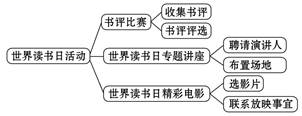 世界读书日活动
书评比赛
收集书评
书评评选
世界读书日专题讲座
聘请演讲人
布置场地
世界读书日精彩电影
选影片
联系放映事宜